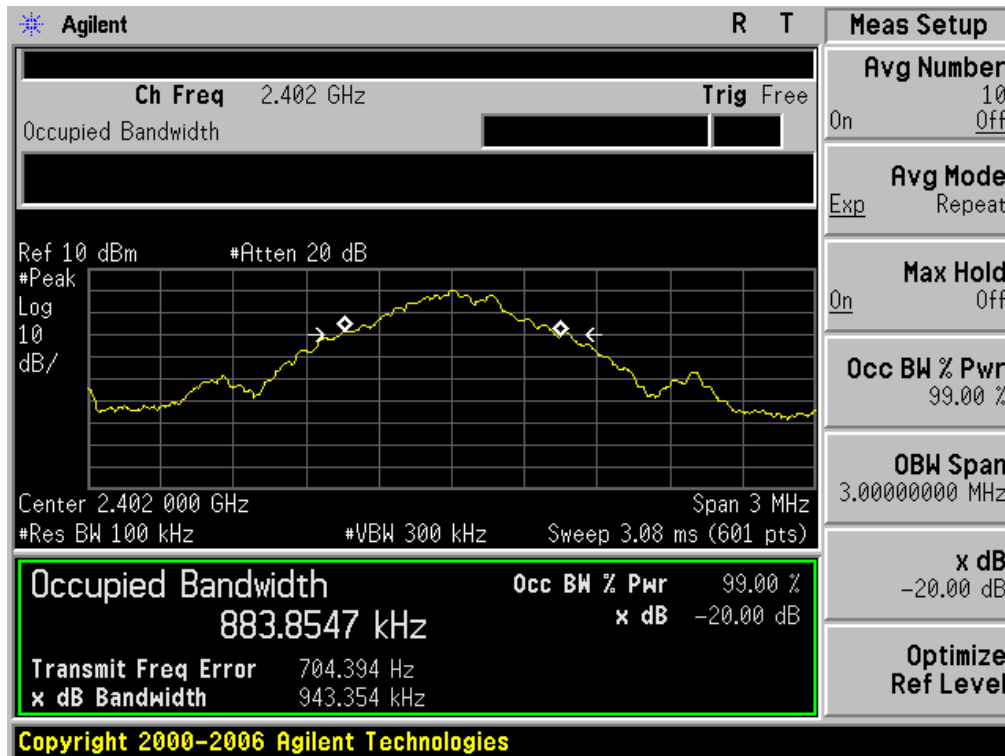 Agilent R T
Ch Freq 2.402 GHz Trig Free
Occupied Bandwidth
Ref 10 dBm #Atten 20 dB
#Peak
Log
10
dB/
Center 2.402 000 GHz Span 3 MHz
#Res BW 100 kHz #VBW 300 kHz Sweep 3.08 ms (601 pts)
Occupied Bandwidth Occ BW % Pwr 99.00 %
883.8547 kHz x dB -20.00 dB
Transmit Freq Error 704.394 Hz
x dB Bandwidth 943.354 kHz
Copyright 2000-2006 Agilent Technologies
Meas Setup
Avg Number
10
On Off
Avg Mode
Exp Repeat
Max Hold
On Off
Occ BW % Pwr
99.00 %
OBW Span
3.00000000 MHz
x dB
-20.00 dB
Optimize
Ref Level